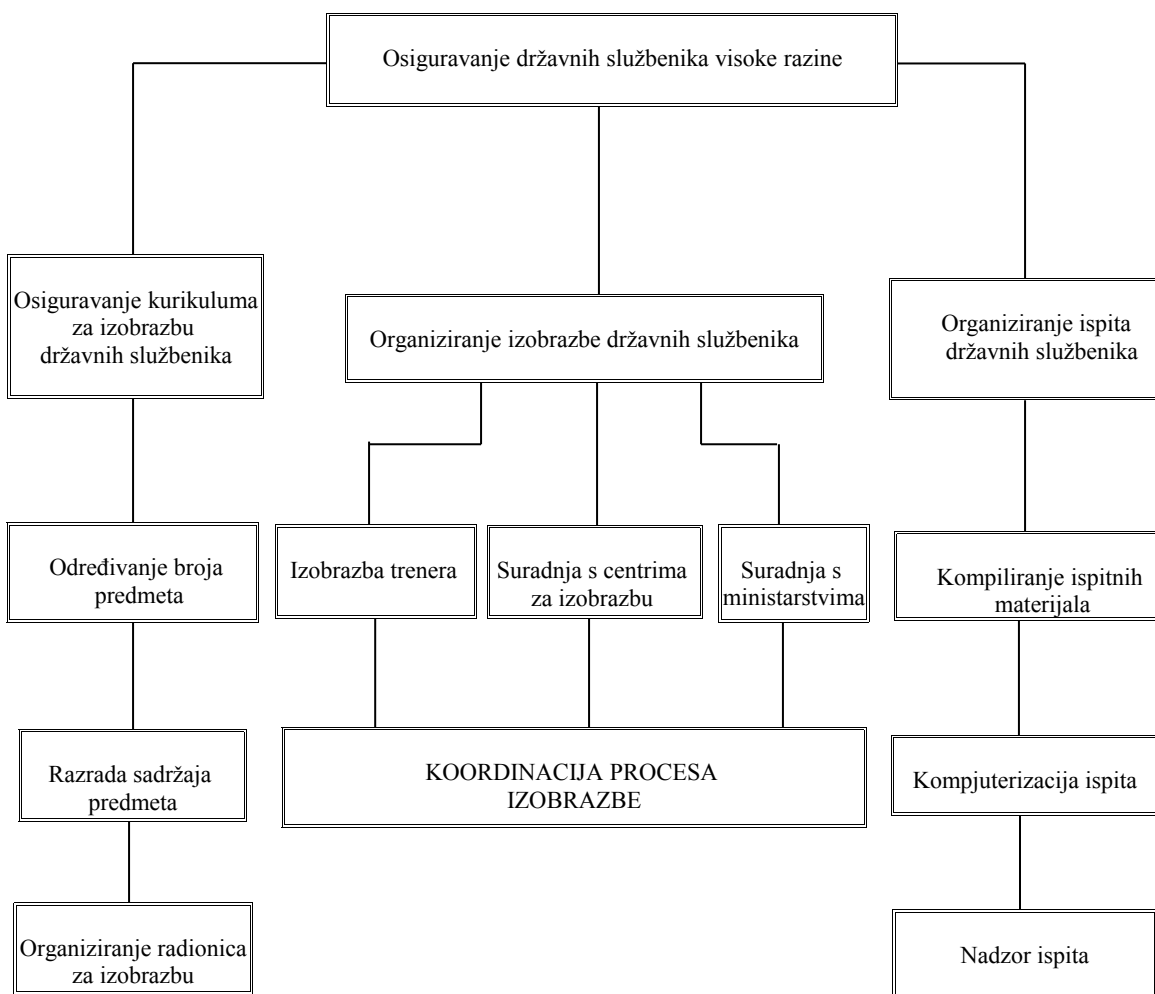 Osiguravanje državnih službenika visoke razine
Osiguravanje kurikuluma
za izobrazbu
državnih službenika
Organiziranje izobrazbe državnih službenika
Organiziranje ispita
državnih službenika
Određivanje broja
predmeta
Izobrazba trenera
Suradnja s centrima
za izobrazbu
Suradnja s
ministarstvima
Kompiliranje ispitnih
materijala
Razrada sadržaja
predmeta
KOORDINACIJA PROCESA
IZOBRAZBE
Kompjuterizacija ispita
Organiziranje radionica
za izobrazbu
Nadzor ispita